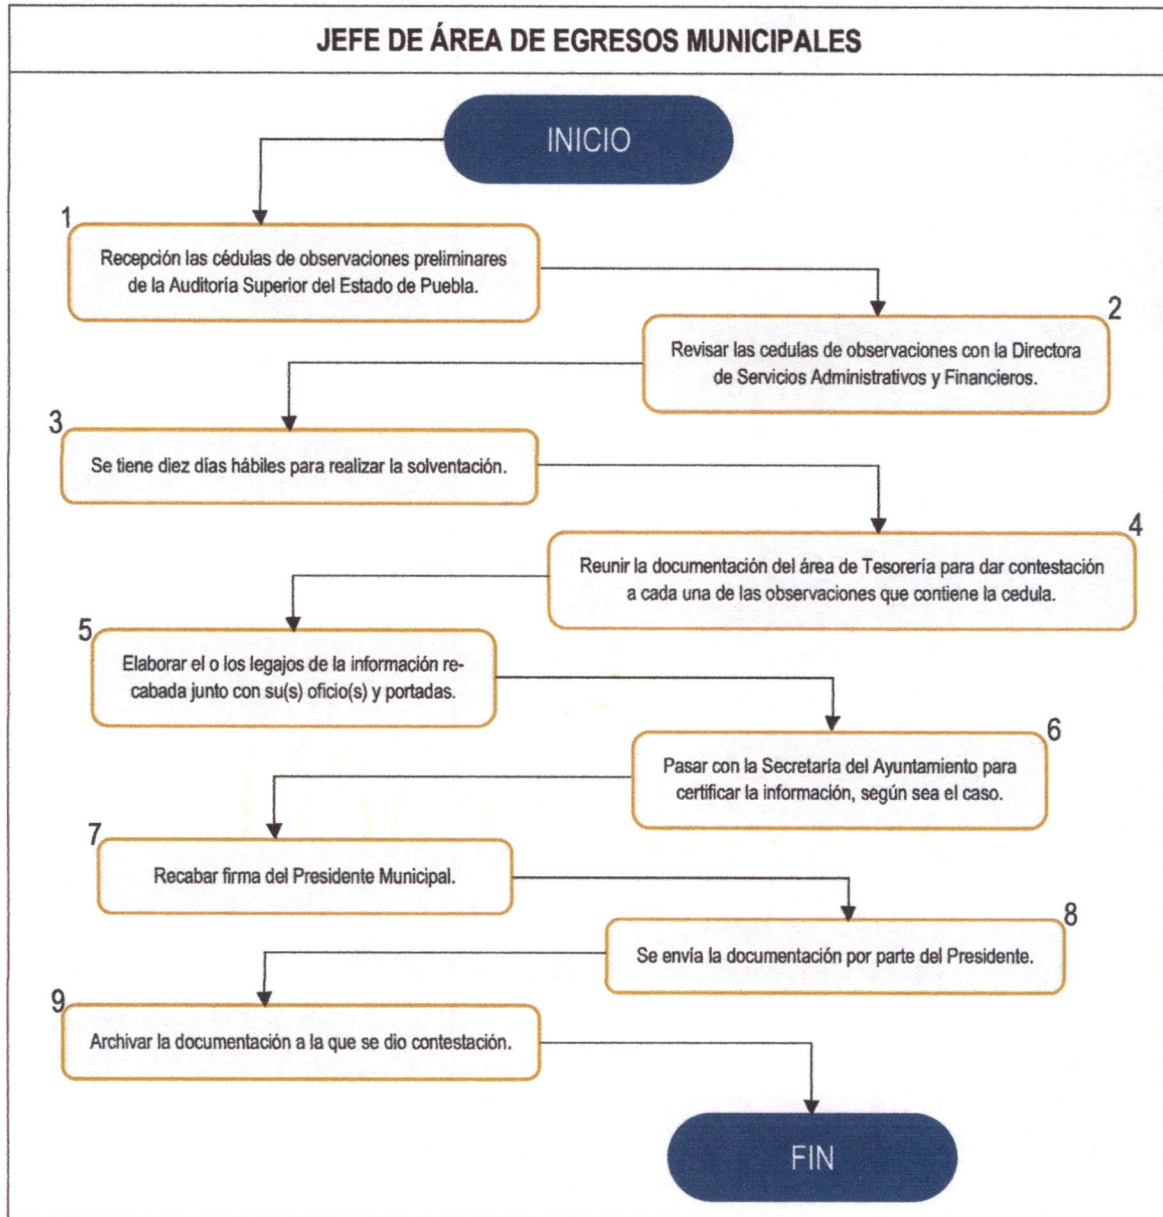 JEFE DE ÁREA DE EGRESOS MUNICIPALES
INICIO
1
Recepción las cédulas de observaciones preliminares
de la Auditoría Superior del Estado de Puebla.
2
Revisar las cedulas de observaciones con la Directora
de Servicios Administrativos y Financieros.
3
Se tiene diez días hábiles para realizar la solventación.
4
Reunir la documentación del área de Tesorería para dar contestación
a cada una de las observaciones que contiene la cedula.
5
Elaborar el o los legajos de la información re-
cabada junto con su(s) oficio(s) y portadas.
6
Pasar con la Secretaría del Ayuntamiento para
certificar la información, según sea el caso.
7
Recabar firma del Presidente Municipal.
8
Se envía la documentación por parte del Presidente.
9
Archivar la documentación a la que se dio contestación.
FIN